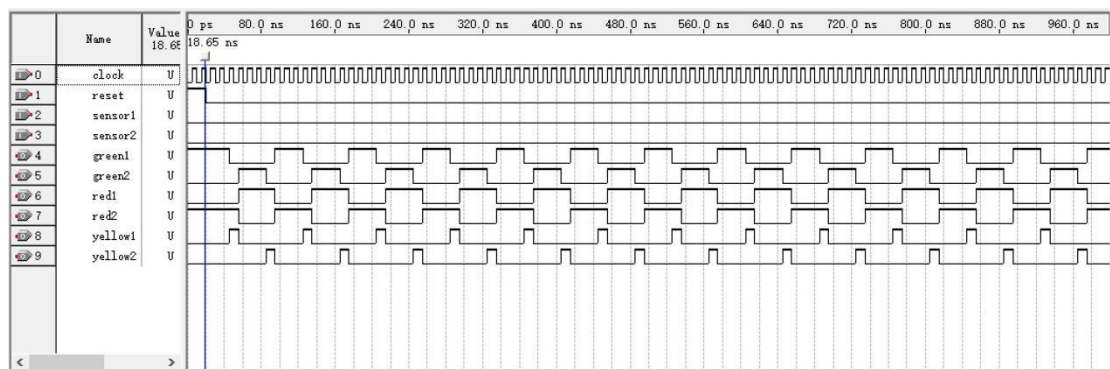 Name
Value
18.65
0 ps 80.0 ns 160.0 ns 240.0 ns 320.0 ns 400.0 ns 480.0 ns 560.0 ns 640.0 ns 720.0 ns 800.0 ns 880.0 ns 960.0 ns
18.65 ns
0 clock U
1 reset U
2 sensor1 U
3 sensor2 U
4 green1 U
5 green2 U
6 red1 U
7 red2 U
8 yellow1 U
9 yellow2 U